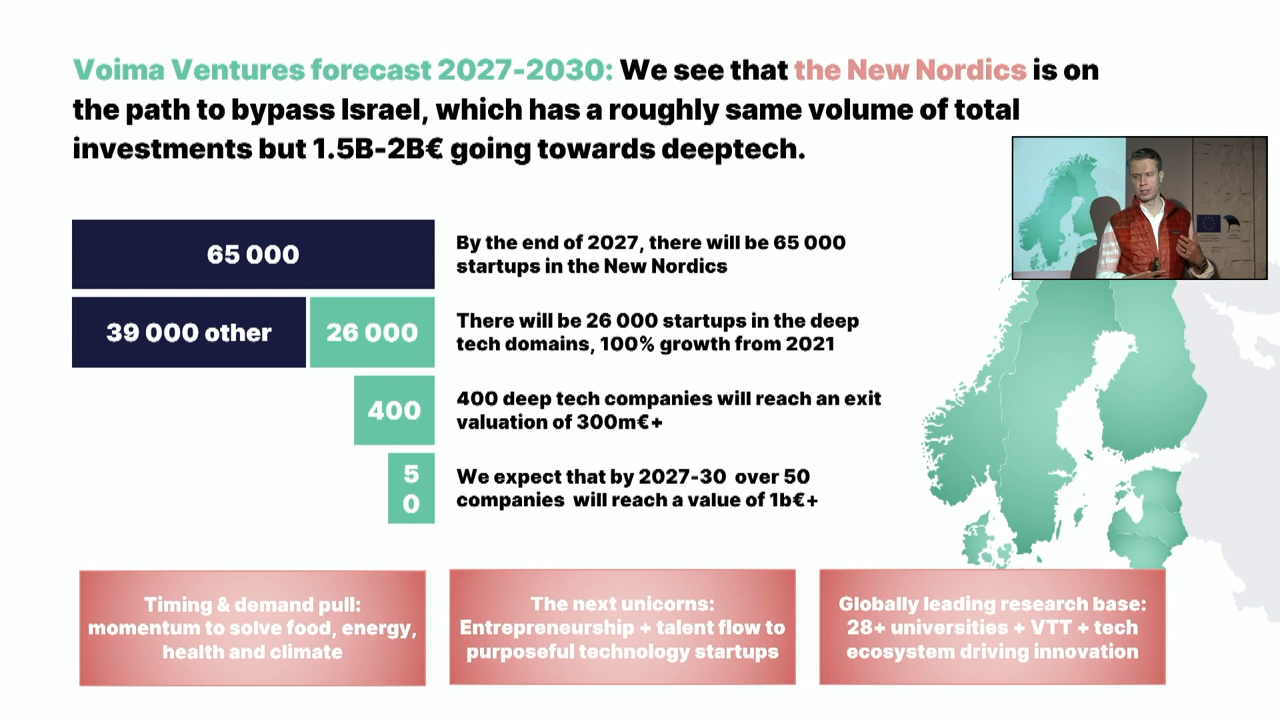 Voima Ventures forecast 2027-2030: We see that the New Nordics is on
the path to bypass Israel, which has a roughly same volume of total
investments but 1.5B-2B€ going towards deeptech.
65 000
By the end of 2027, there will be 65 000
startups in the New Nordics
39 000 other
26 000
There will be 26 000 startups in the deep
tech domains, 100% growth from 2021
400
400 deep tech companies will reach an exit
valuation of 300m€+
5
0
We expect that by 2027-30 over 50
companies will reach a value of 1b€+
Timing & demand pull:
momentum to solve food, energy,
health and climate
The next unicorns:
Entrepreneurship + talent flow to
purposeful technology startups
Globally leading research base:
28+ universities + VTT + tech
ecosystem driving innovation